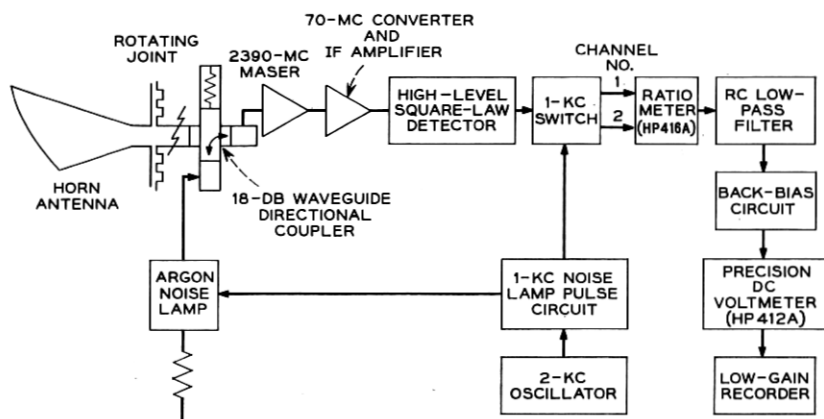 70-MC CONVERTER
AND
IF AMPLIFIER
ROTATING
JOINT
2390-MC
MASER
CHANNEL
NO.
1
2
HIGH-LEVEL
SQUARE-LAW
DETECTOR
1-KC
SWITCH
RATIO
METER
(HP416A)
RC LOW-
PASS
FILTER
HORN
ANTENNA
18-DB WAVEGUIDE
DIRECTIONAL
COUPLER
BACK-BIAS
CIRCUIT
ARGON
NOISE
LAMP
1-KC NOISE
LAMP PULSE
CIRCUIT
PRECISION
DC
VOLTMETER
(HP412A)
2-KC
OSCILLATOR
LOW-GAIN
RECORDER